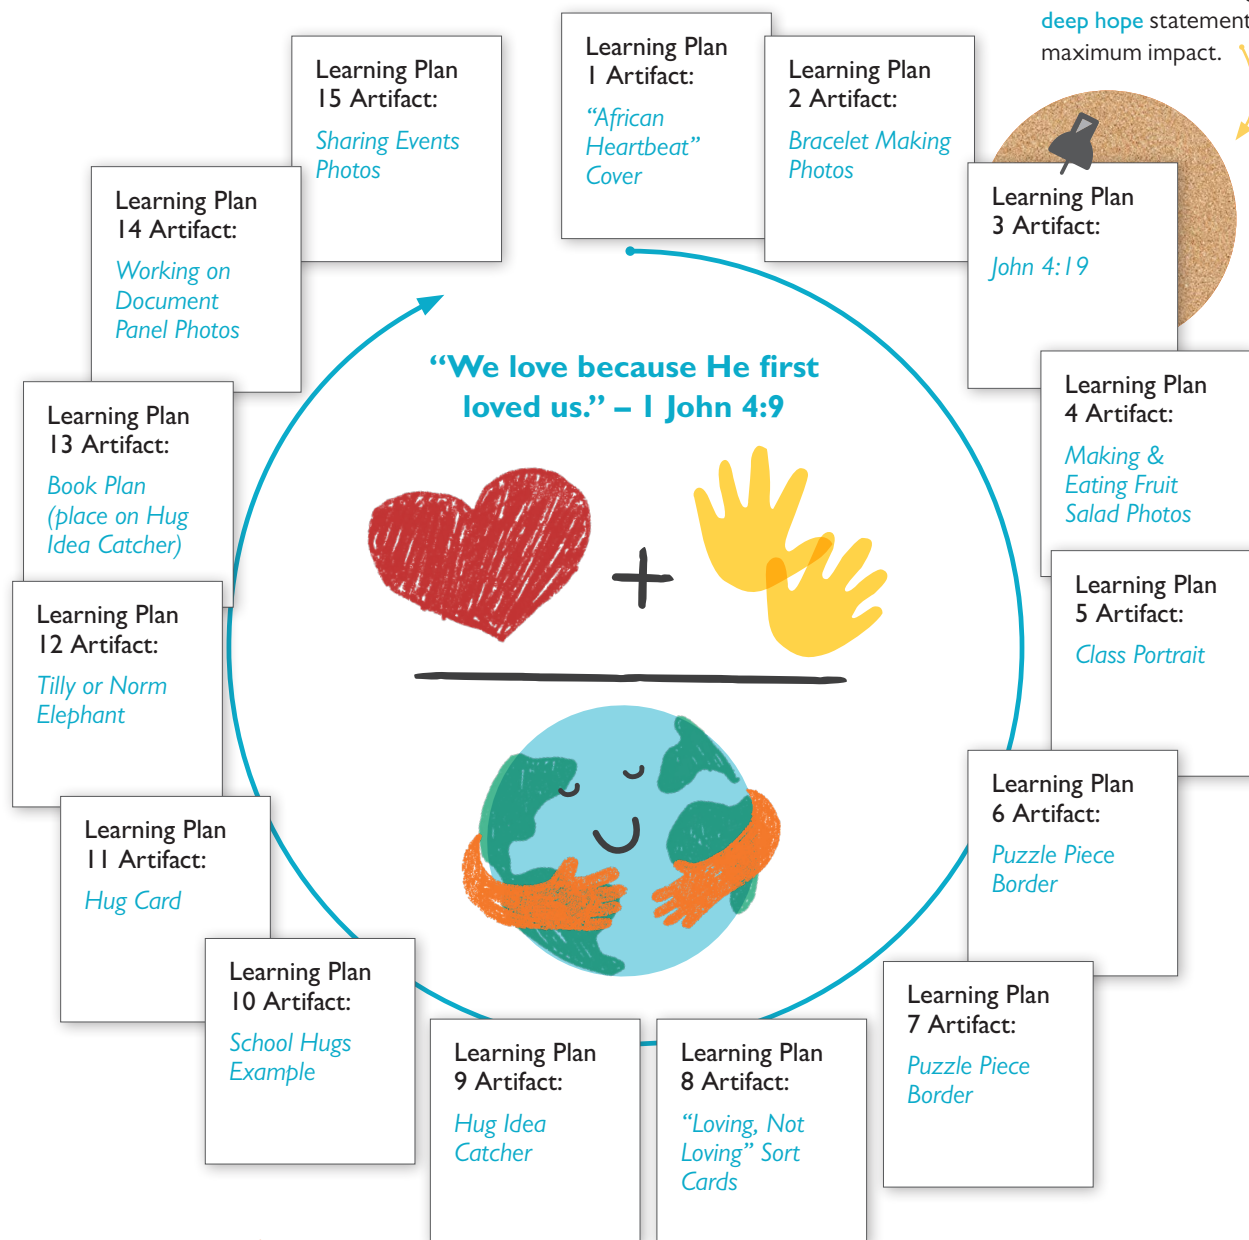 deep hope statement
maximum impact.
Learning Plan
1 Artifact:
“African
Heartbeat”
Cover
Learning Plan
2 Artifact:
Bracelet Making
Photos
Learning Plan
3 Artifact:
John 4:19
Learning Plan
4 Artifact:
Making &
Eating Fruit
Salad Photos
Learning Plan
5 Artifact:
Class Portrait
Learning Plan
6 Artifact:
Puzzle Piece
Border
Learning Plan
7 Artifact:
Puzzle Piece
Border
Learning Plan
8 Artifact:
“Loving, Not
Loving” Sort
Cards
Learning Plan
9 Artifact:
Hug Idea
Catcher
Learning Plan
10 Artifact:
School Hugs
Example
Learning Plan
11 Artifact:
Hug Card
Learning Plan
12 Artifact:
Tilly or Norm
Elephant
Learning Plan
13 Artifact:
Book Plan
(place on Hug
Idea Catcher)
Learning Plan
14 Artifact:
Working on
Document
Panel Photos
Learning Plan
15 Artifact:
Sharing Events
Photos
“We love because He first
loved us.” – 1 John 4:9
+